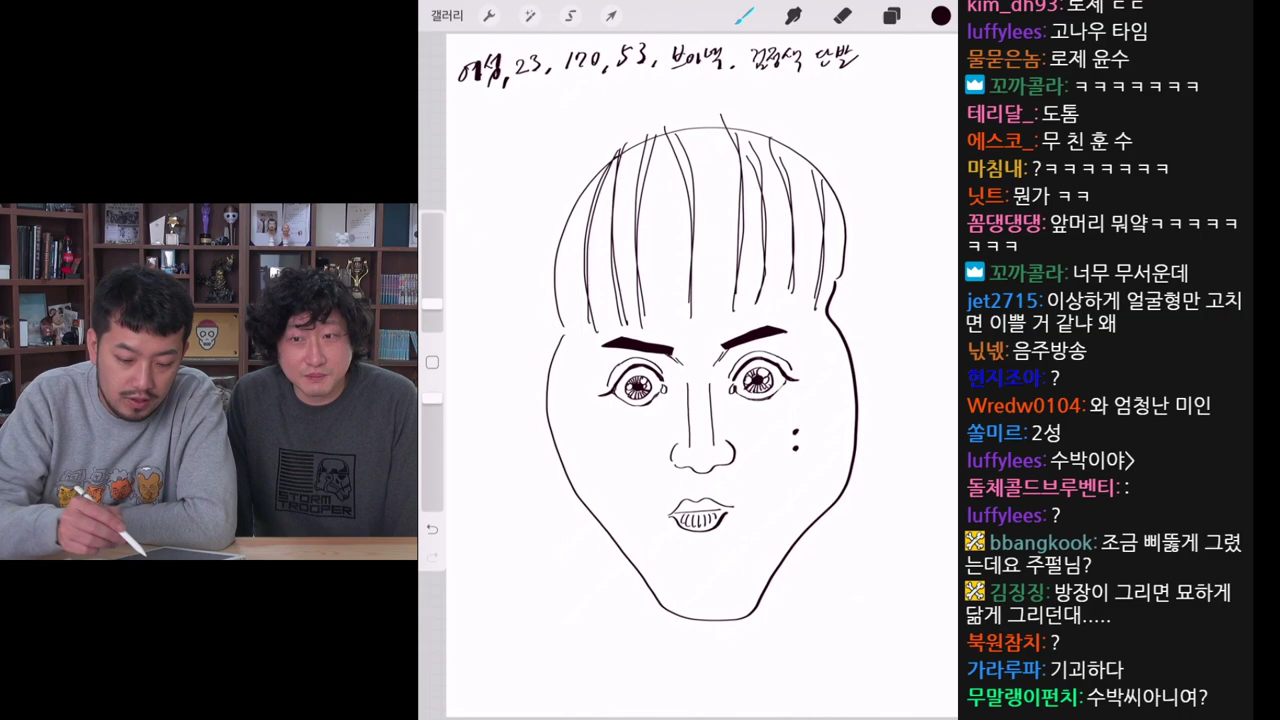 갤러리
여성, 23, 170, 53, 브이넥. 검정색 단발
STORM
TROOPER
kim_dh93: 로제 ㄷㄷ
luffylees: 고나우 타임
물묻은놈: 로제 윤수
꼬까콜라: ㅋㅋㅋㅋㅋㅋㅋ
테리달_: 도톰
에스코_: 무 친 훈 수
마침내: ?ㅋㅋㅋㅋㅋㅋㅋ
닛트: 뭔가 ㅋㅋ
꼼댕댕댕: 앞머리 뭐얔ㅋㅋㅋㅋㅋ
ㅋㅋㅋ
꼬까콜라: 너무 무서운데
jet2715: 이상하게 얼굴형만 고치
면 이쁠 거 같냐 왜
닋넋: 음주방송
현지조아: ?
Wredw0104: 와 엄청난 미인
쏠미르: 2성
luffylees: 수박이야>
돌체콜드브루벤티: :
luffylees: ?
bbangkook: 조금 삐뚫게 그렸
는데요 주펄님?
김징징: 방장이 그리면 묘하게
닮게 그리던대.....
북원참치: ?
가라루파: 기괴하다
무말랭이펀치: 수박씨아니여?